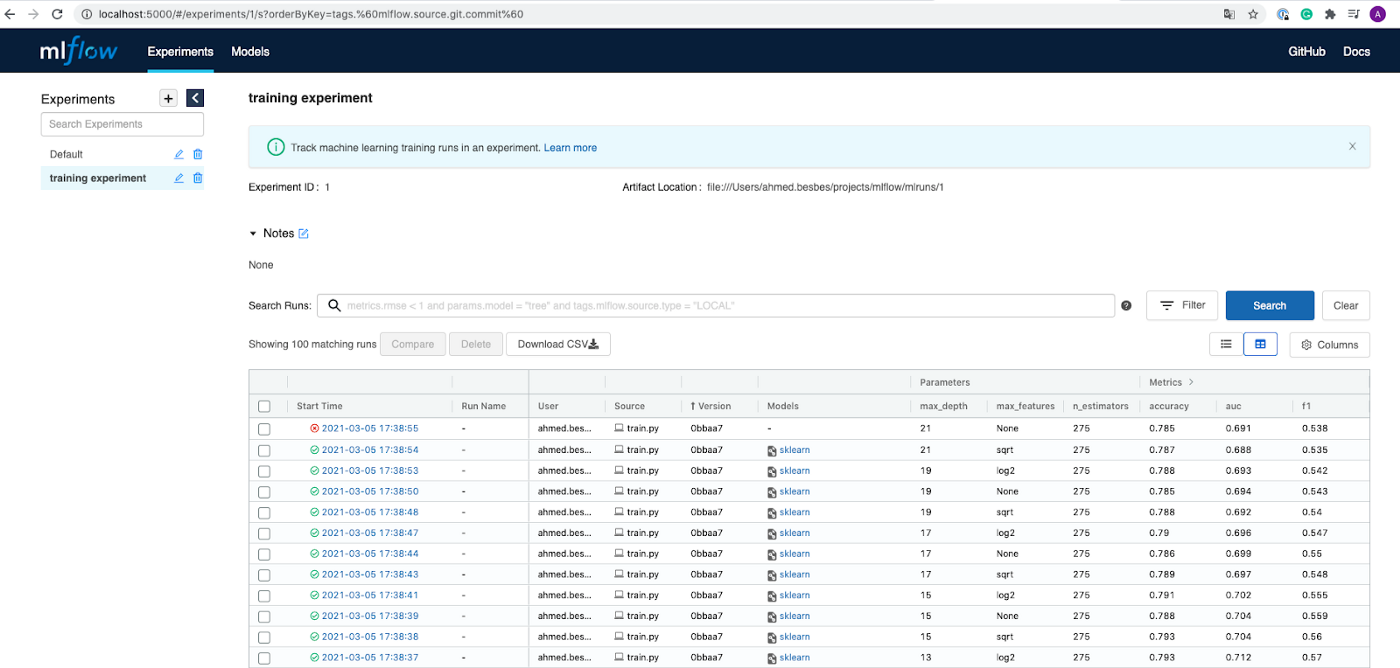 localhost:5000/#/experiments/1/s?orderByKey=tags.%60mlflow.source.git.commit%60
A
mlflow Experiments Models GitHub Docs
Experiments +
Search Experiments
Default
training experiment
training experiment
Track machine learning training runs in an experiment. Learn more
Experiment ID : 1 Artifact Location : file:///Users/ahmed.besbes/projects/mlflow/mlruns/1
Notes
None
Search Runs: metrics.rmse < 1 and params.model = "tree" and tags.mlflow.source.type = "LOCAL" ? Filter Search Clear
Showing 100 matching runs Compare Delete Download CSV Columns
Parameters Metrics >
Start Time Run Name User Source ↑ Version Models max_depth max_features n_estimators accuracy auc f1
2021-03-05 17:38:55 - ahmed.bes... train.py 0bbaa7 - 21 None 275 0.785 0.691 0.538
2021-03-05 17:38:54 - ahmed.bes... train.py 0bbaa7 sklearn 21 sqrt 275 0.787 0.688 0.535
2021-03-05 17:38:53 - ahmed.bes... train.py 0bbaa7 sklearn 19 log2 275 0.788 0.693 0.542
2021-03-05 17:38:50 - ahmed.bes... train.py 0bbaa7 sklearn 19 None 275 0.785 0.694 0.543
2021-03-05 17:38:48 - ahmed.bes... train.py 0bbaa7 sklearn 19 sqrt 275 0.788 0.692 0.54
2021-03-05 17:38:47 - ahmed.bes... train.py 0bbaa7 sklearn 17 log2 275 0.79 0.696 0.547
2021-03-05 17:38:44 - ahmed.bes... train.py 0bbaa7 sklearn 17 None 275 0.786 0.699 0.55
2021-03-05 17:38:43 - ahmed.bes... train.py 0bbaa7 sklearn 17 sqrt 275 0.789 0.697 0.548
2021-03-05 17:38:41 - ahmed.bes... train.py 0bbaa7 sklearn 15 log2 275 0.791 0.702 0.555
2021-03-05 17:38:39 - ahmed.bes... train.py 0bbaa7 sklearn 15 None 275 0.788 0.704 0.559
2021-03-05 17:38:38 - ahmed.bes... train.py 0bbaa7 sklearn 15 sqrt 275 0.793 0.704 0.56
2021-03-05 17:38:37 - ahmed.bes... train.py 0bbaa7 sklearn 13 log2 275 0.793 0.712 0.57